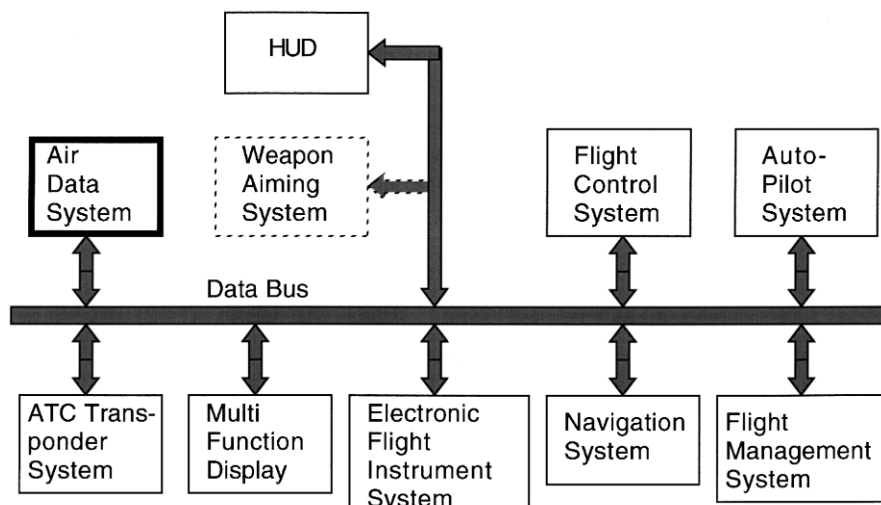 HUD
Air
Data
System
Weapon
Aiming
System
Flight
Control
System
Auto-
Pilot
System
Data Bus
ATC Trans-
ponder
System
Multi
Function
Display
Electronic
Flight
Instrument
System
Navigation
System
Flight
Management
System